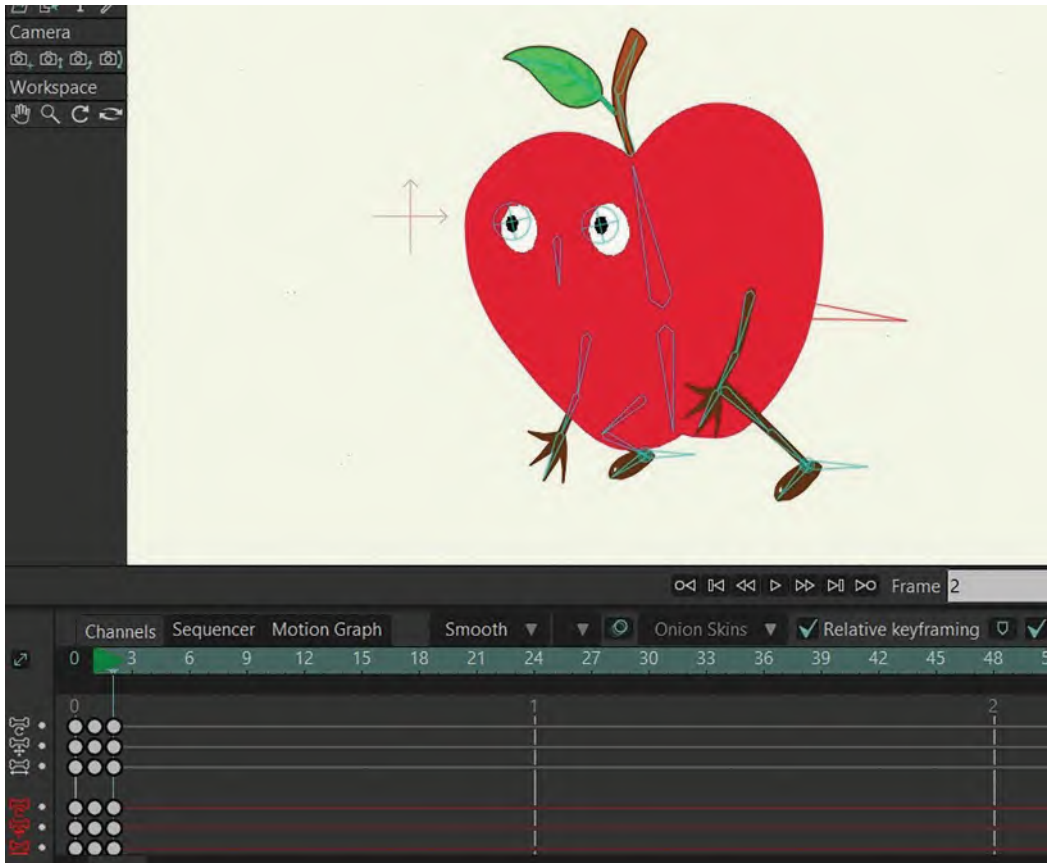 Camera
Workspace
Frame 2
Channels Sequencer Motion Graph Smooth Onion Skins Relative keyframing
0 3 6 9 12 15 18 21 24 27 30 33 36 39 42 45 48
0 1 2